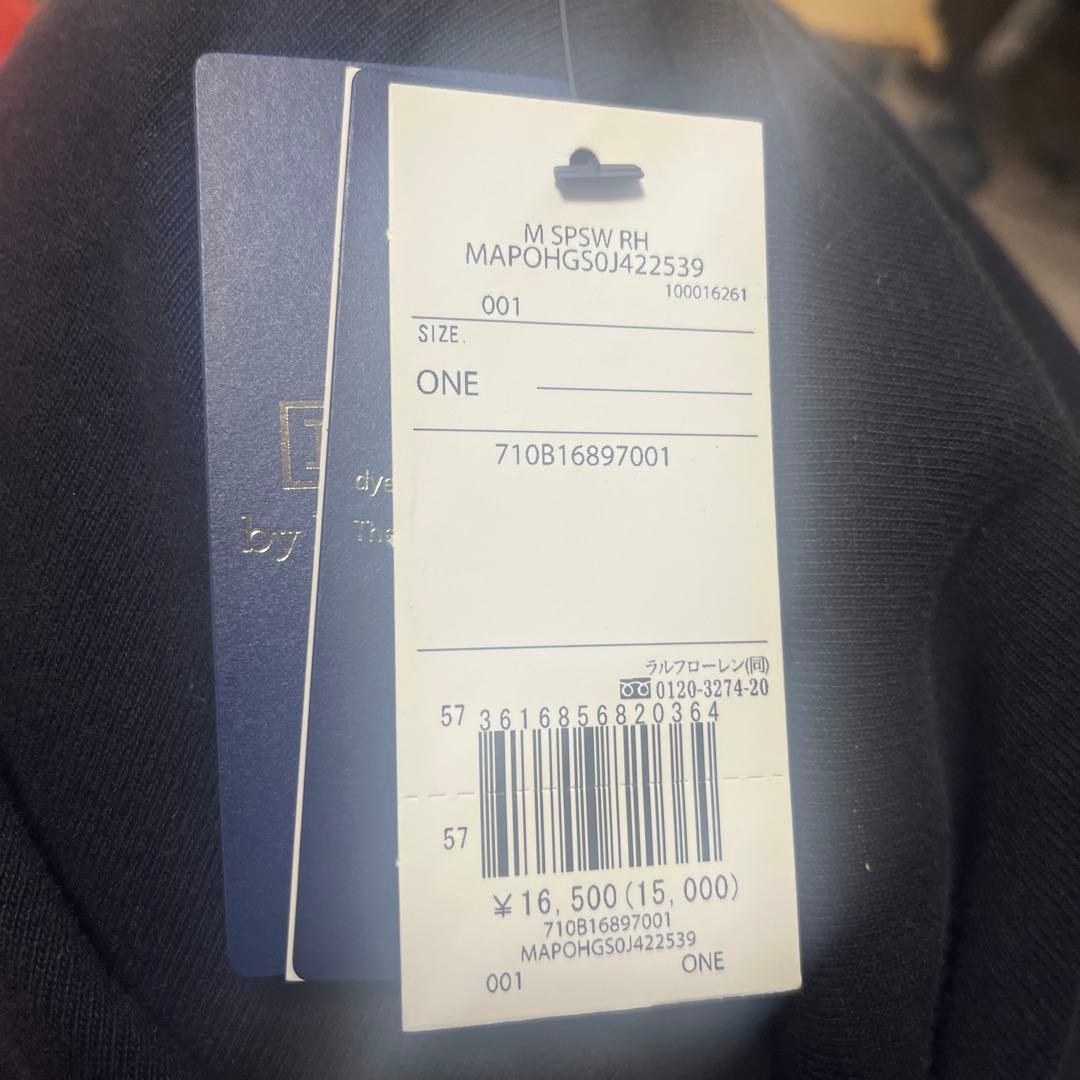 M SPSW RH
MAPOHGS0J422539
100016261
001
SIZE.
ONE
710B16897001
ラルフローレン(同)
0120-3274-20
57 3616856820364
57
¥16,500(15,000)
710B16897001
MAPOHGS0J422539
001 ONE
by
dye
The